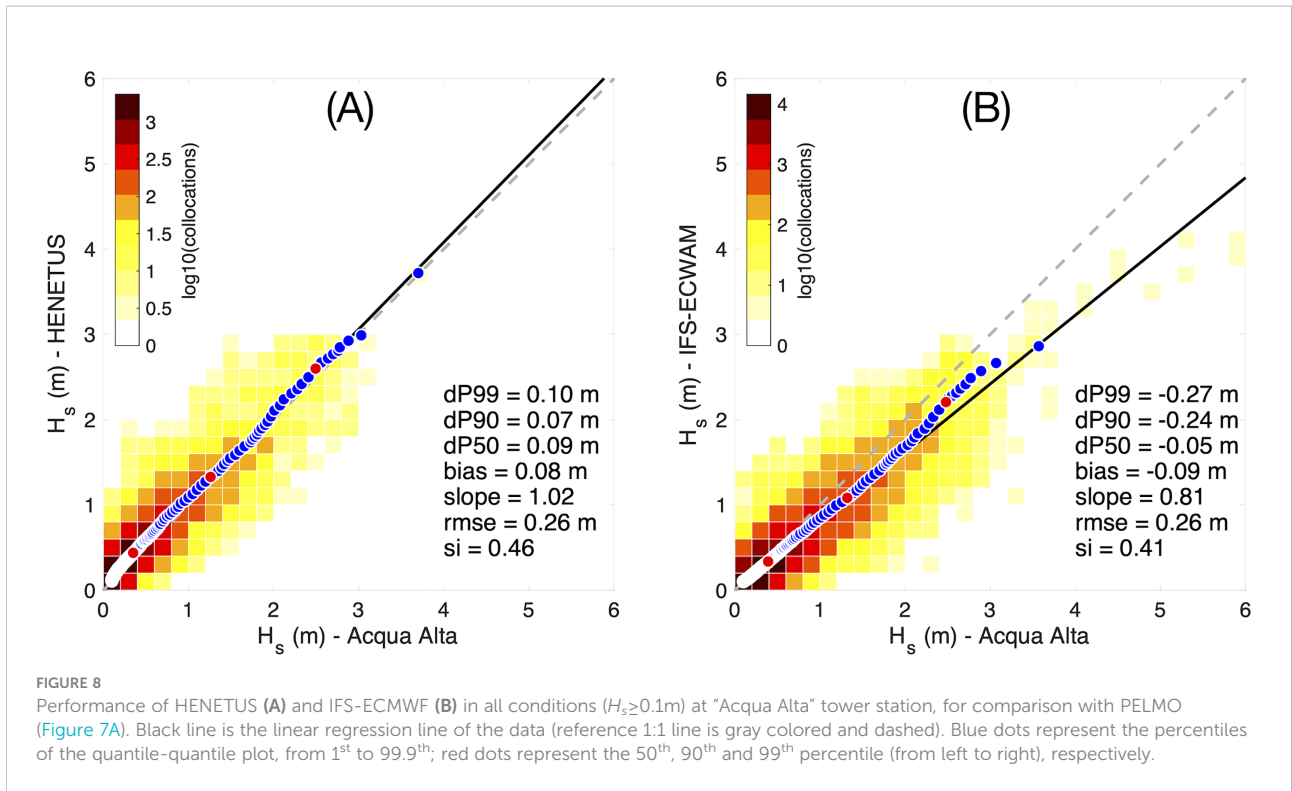 (A)
6
5
4
3
2
1
0
0 1 2 3 4 5 6
H_s (m) - HENETUS
H_s (m) - Acqua Alta
3
2.5
2
1.5
1
0.5
0
log10(collocations)
dP99 = 0.10 m
dP90 = 0.07 m
dP50 = 0.09 m
bias = 0.08 m
slope = 1.02
rmse = 0.26 m
si = 0.46
(B)
6
5
4
3
2
1
0
0 1 2 3 4 5 6
H_s (m) - IFS-ECWAM
H_s (m) - Acqua Alta
4
3
2
1
0
log10(collocations)
dP99 = -0.27 m
dP90 = -0.24 m
dP50 = -0.05 m
bias = -0.09 m
slope = 0.81
rmse = 0.26 m
si = 0.41
FIGURE 8
Performance of HENETUS (A) and IFS-ECMWF (B) in all conditions (H_s≥0.1m) at “Acqua Alta” tower station, for comparison with PELMO
(Figure 7A). Black line is the linear regression line of the data (reference 1:1 line is gray colored and dashed). Blue dots represent the percentiles
of the quantile-quantile plot, from 1st to 99.9th; red dots represent the 50th, 90th and 99th percentile (from left to right), respectively.